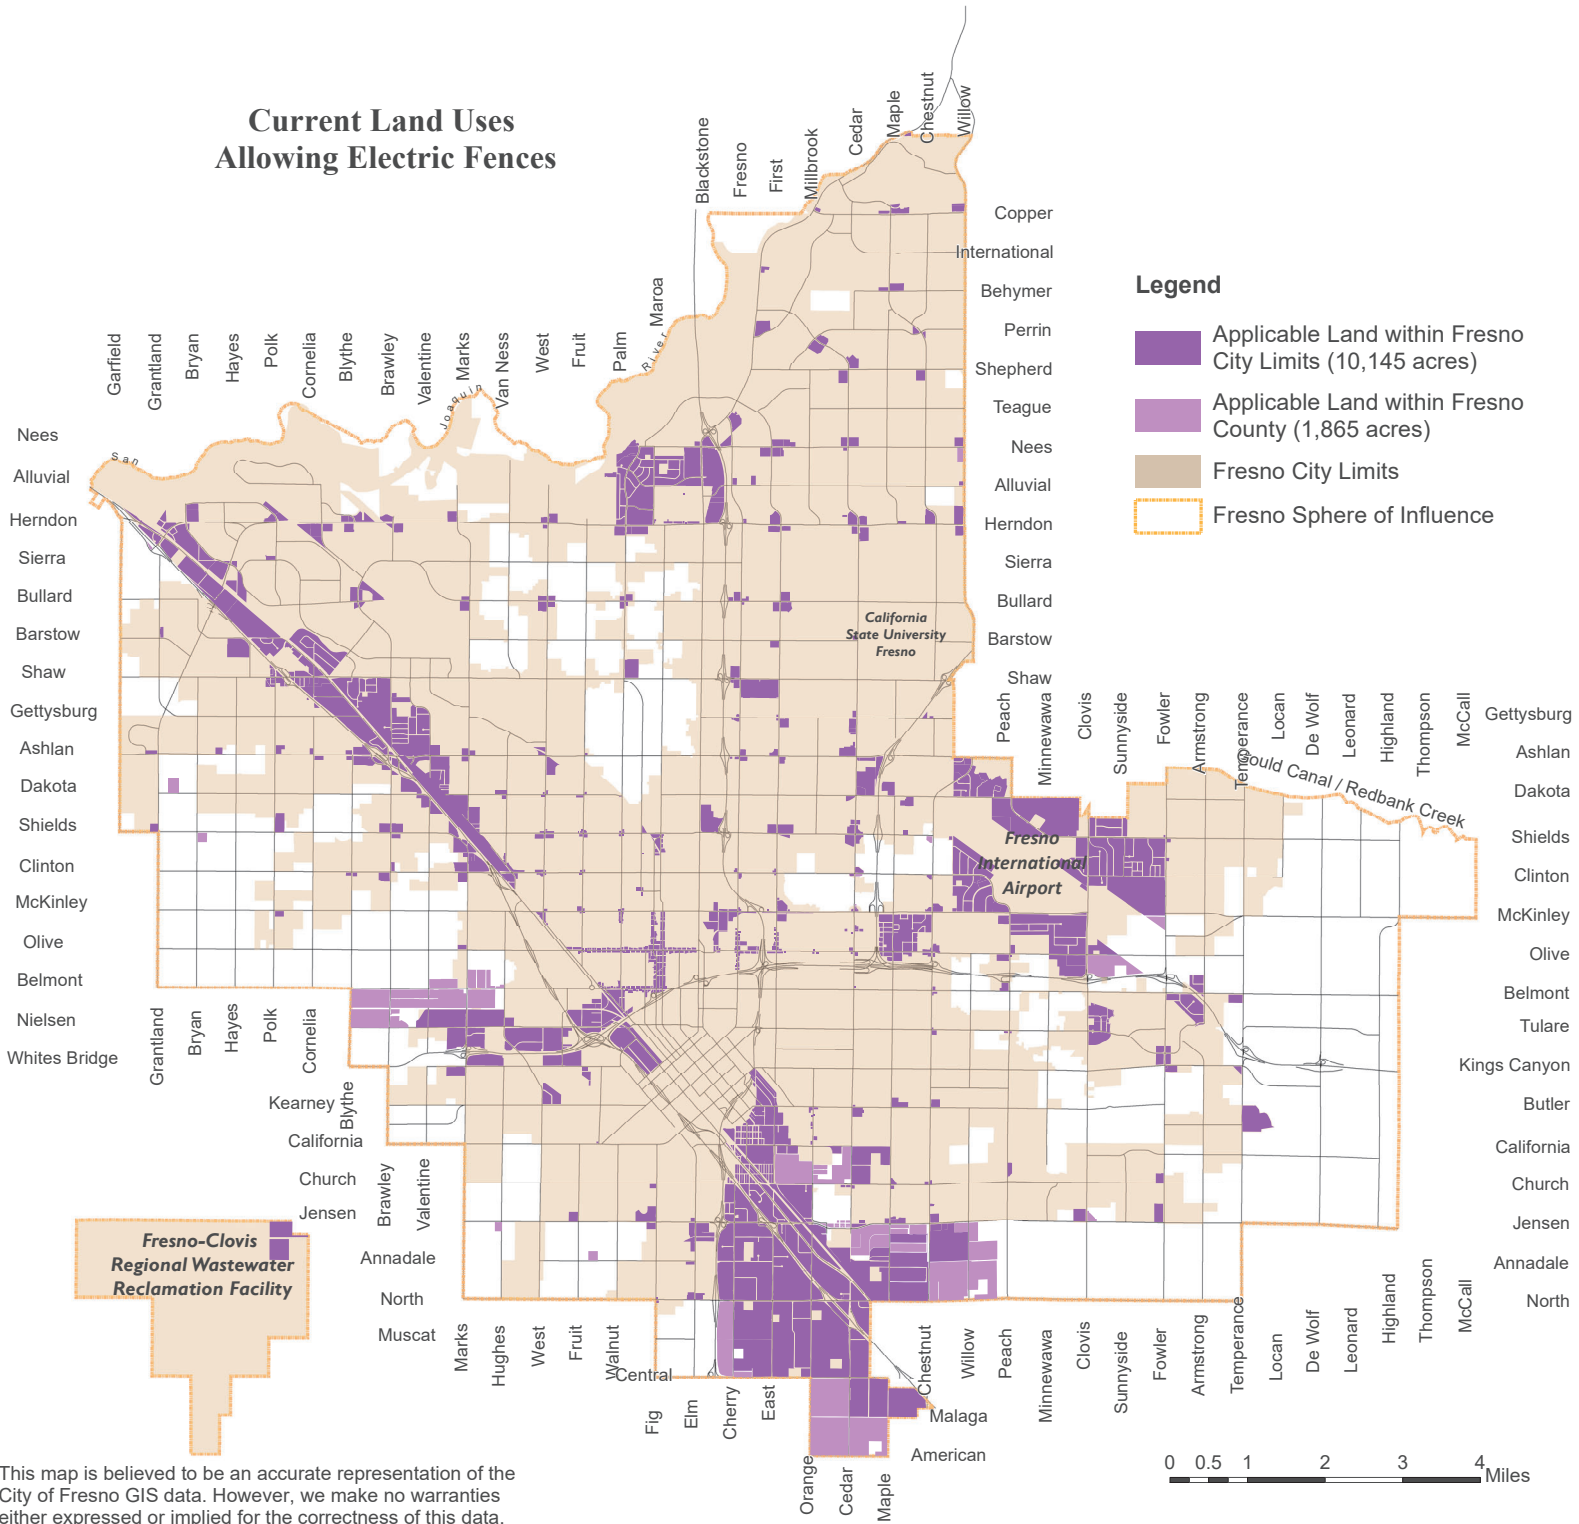 Current Land Uses
Allowing Electric Fences
Blackstone
Fresno
First
Millbrook
Cedar
Maple
Chestnut
Willow
Copper
International
Behymer
Perrin
Shepherd
Teague
Nees
Alluvial
Herndon
Sierra
Bullard
Barstow
Shaw
Legend
Applicable Land within Fresno
City Limits (10,145 acres)
Applicable Land within Fresno
County (1,865 acres)
Fresno City Limits
Fresno Sphere of Influence
Garfield
Grantland
Bryan
Hayes
Polk
Cornelia
Blythe
Brawley
Valentine
Marks
Van Ness
West
Fruit
Palm
Maroa
San
Joaquin
River
Nees
Alluvial
Herndon
Sierra
Bullard
Barstow
Shaw
Gettysburg
Ashlan
Dakota
Shields
Clinton
McKinley
Olive
Belmont
Nielsen
Whites Bridge
California
State University
Fresno
Peach
Minnewawa
Clovis
Sunnyside
Fowler
Armstrong
Temperance
Locan
De Wolf
Leonard
Highland
Thompson
McCall
Gould Canal / Redbank Creek
Gettysburg
Ashlan
Dakota
Shields
Clinton
McKinley
Olive
Belmont
Tulare
Kings Canyon
Butler
California
Church
Jensen
Annadale
North
Fresno
International
Airport
Grantland
Bryan
Hayes
Polk
Cornelia
Blythe
Kearney
California
Church
Jensen
Brawley
Valentine
Annadale
North
Muscat
Fresno-Clovis
Regional Wastewater
Reclamation Facility
Marks
Hughes
West
Fruit
Walnut
Central
Fig
Elm
Cherry
East
Orange
Cedar
Maple
Chestnut
Malaga
American
Willow
Peach
Minnewawa
Clovis
Sunnyside
Fowler
Armstrong
Temperance
Locan
De Wolf
Leonard
Highland
Thompson
McCall
0 0.5 1 2 3 4
Miles
This map is believed to be an accurate representation of the
City of Fresno GIS data. However, we make no warranties
either expressed or implied for the correctness of this data.